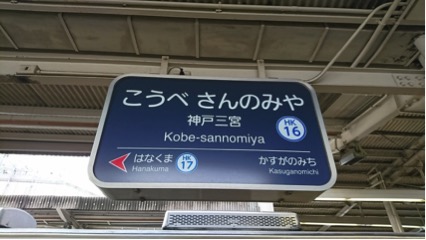 こうべ さんのみや
神戸三宮
Kobe-sannomiya
HK
16
はなくま
Hanakuma
HK
17
かすがのみち
Kasuganomichi